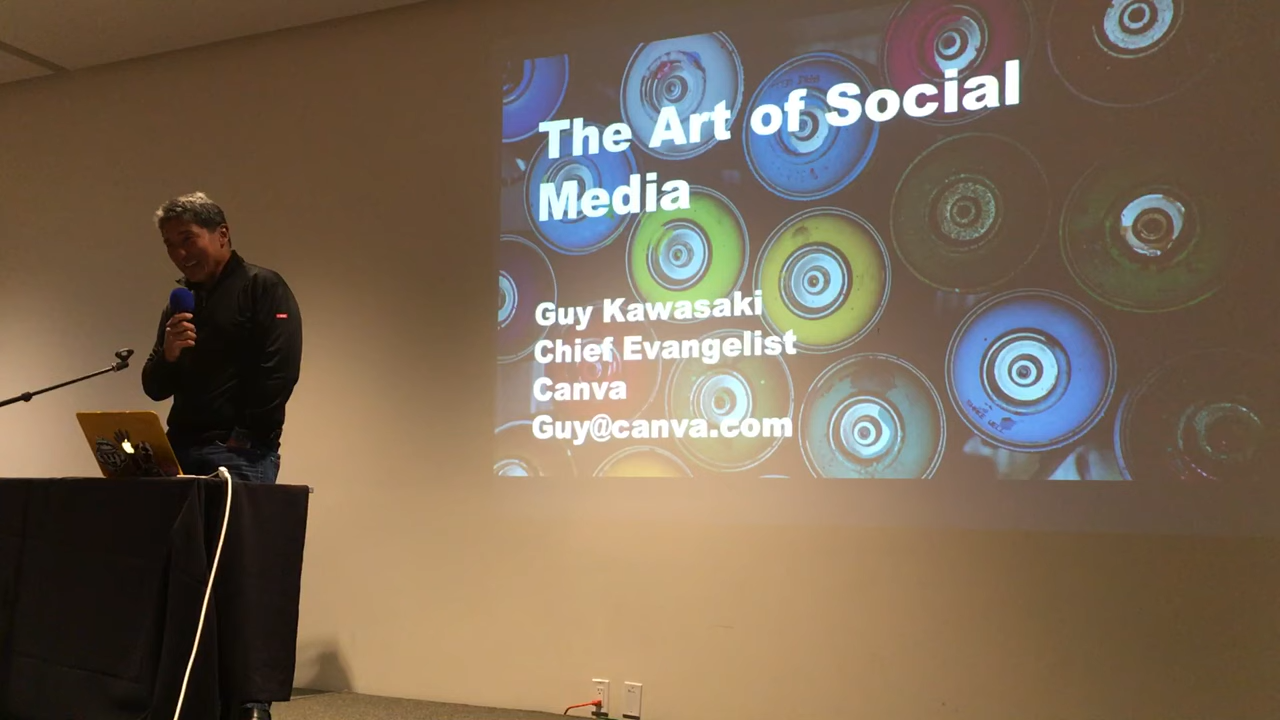 The Art of Social
Media
Guy Kawasaki
Chief Evangelist
Canva
Guy@canva.com